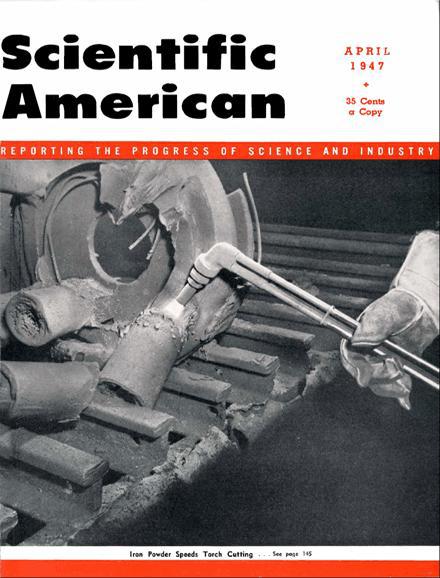 Scientific
American
APRIL
1947
35 Cents
a Copy
REPORTING THE PROGRESS OF SCIENCE AND INDUSTRY
Iron Powder Speeds Torch Cutting . . . See page 145